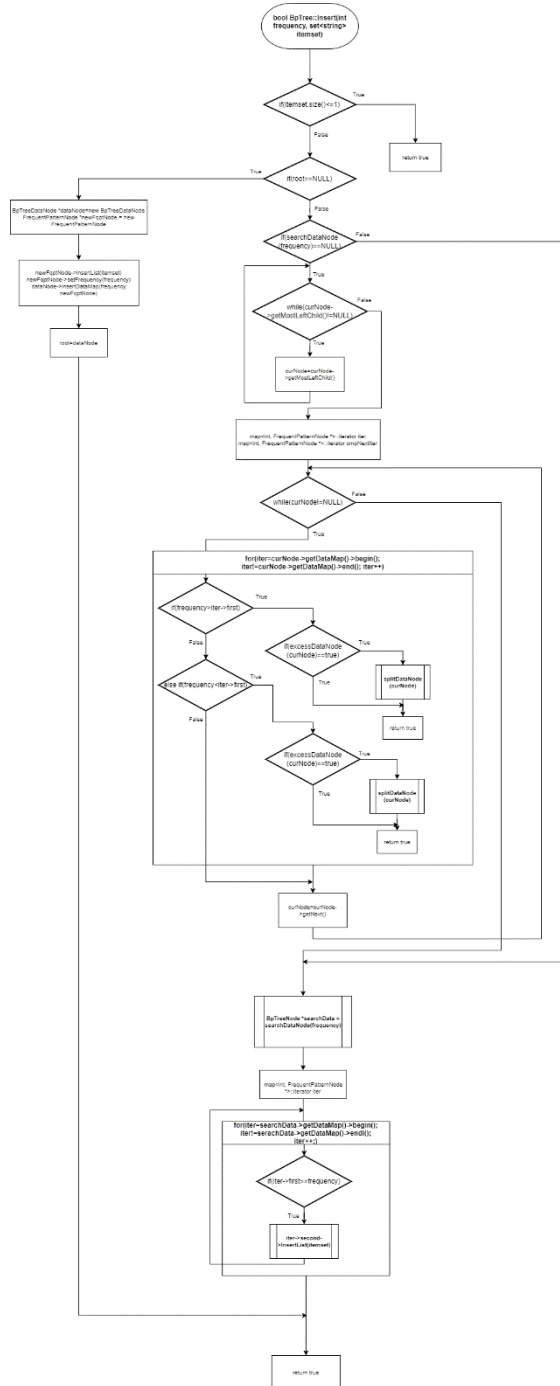 bool BpTree::Insert(int
frequency, set<string>
itemset)
if(itemset.size()<=1)
True
False
return true
if(root==NULL)
True
False
BpTreeDataNode *dataNode=new BpTreeDataNode
FrequentPatternNode *newFqptNode = new
FrequentPatternNode
if(searchDataNode
(frequency)==NULL)
False
True
newFqptNode->InsertList(itemset)
newFqptNode->setFrequency(frequency)
dataNode->insertDataMap(frequency,
newFqptNode)
root=dataNode
while(curNode-
>getMostLeftChild()!=NULL)
False
True
curNode=curNode-
>getMostLeftChild()
map<int, FrequentPatternNode *>::iterator iter
map<int, FrequentPatternNode *>::iterator
while(curNode!=NULL)
False
True
for(iter=curNode->getDataMap()->begin();
iter!=curNode->getDataMap()->end(); iter++)
if(frequency>iter->first)
True
False
if(excessDataNode
(curNode)==true)
True
True
splitDataNode
(curNode)
return true
else if(frequency<iter->first)
True
False
if(excessDataNode
(curNode)==true)
True
True
splitDataNode
(curNode)
return true
curNode=curNode-
>getNext()
BpTreeNode *searchData =
searchDataNode(frequency)
map<int, FrequentPatternNode
*>::iterator iter
for(iter=searchData->getDataMap()->begin();
iter!=serachData->getDataMap()->end();
iter++;)
if(iter->first==frequency)
True
iter->second-
>InsertList(itemset)
return true